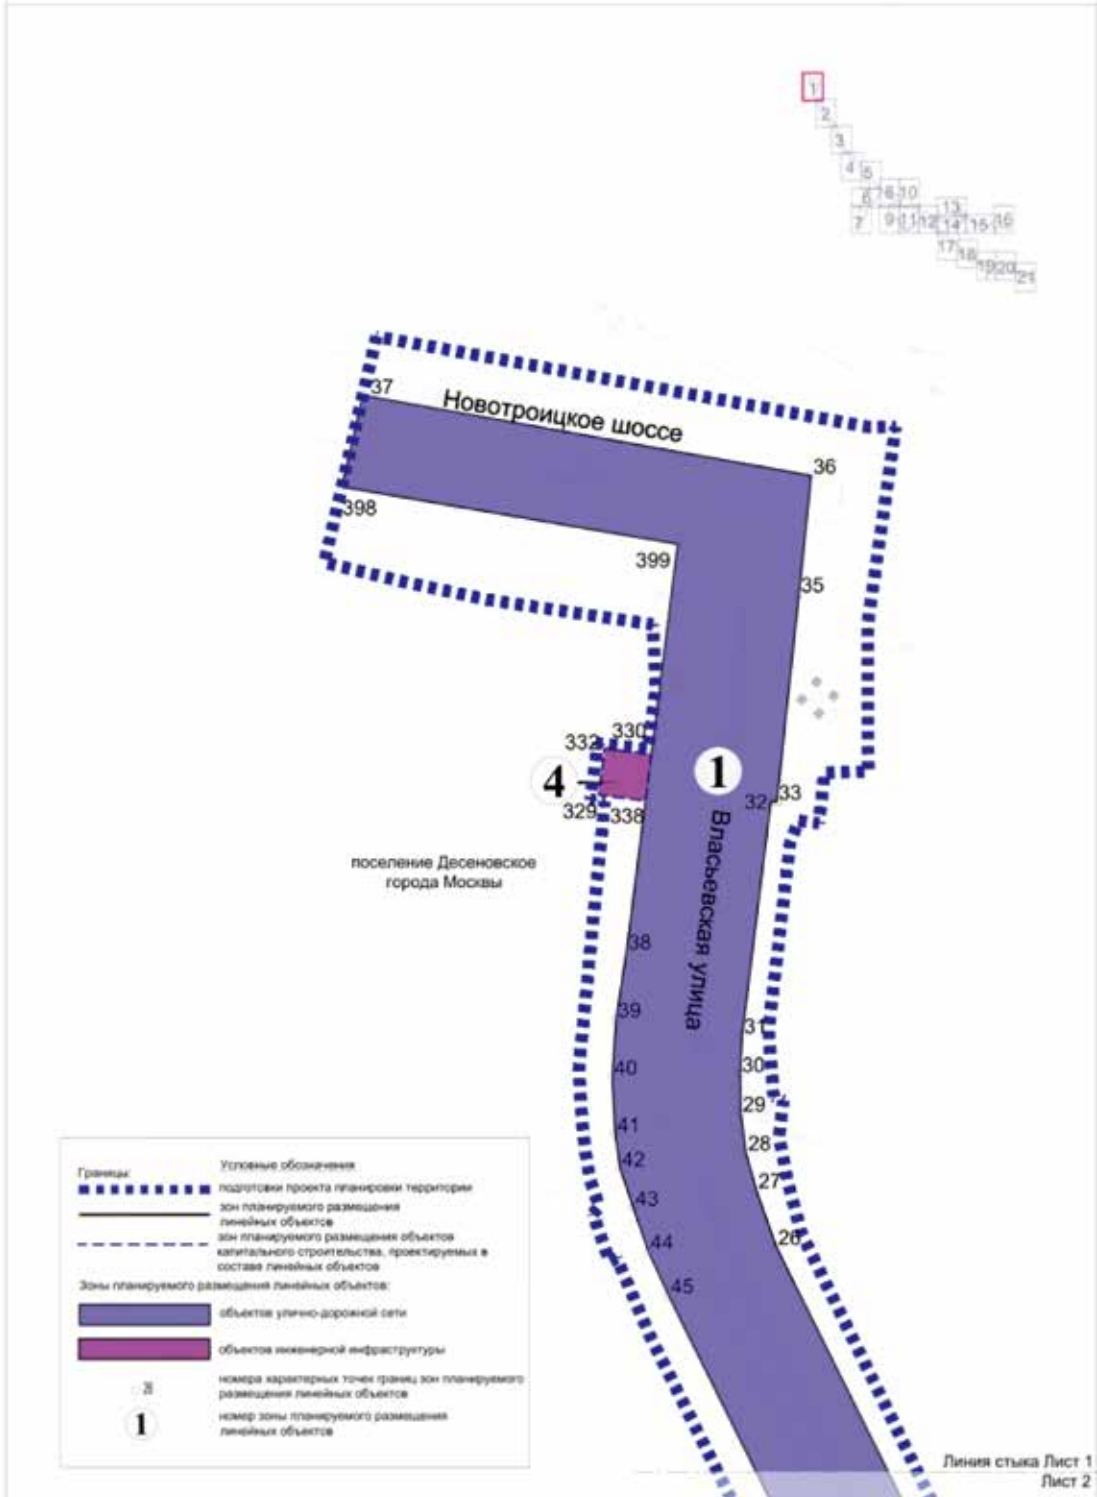 1
2
3
4
5
6
7
8
10
9
11
12
13
14
15
16
17
18
19
20
21
37
Новотроицкое шоссе
36
398
399
35
332
330
4
1
33
32
329
338
Власьевская улица
поселение Десеновское
города Москвы
38
39
31
40
30
29
41
28
42
27
43
26
44
45
Условные обозначения
Границы:
подготовки проекта планировки территории
зон планируемого размещения
линейных объектов
зон планируемого размещения объектов
капитального строительства, проектируемых в
составе линейных объектов
Зоны планируемого размещения линейных объектов:
объектов улично-дорожной сети
объектов инженерной инфраструктуры
26
номера характерных точек границ зон планируемого
размещения линейных объектов
1
номер зоны планируемого размещения
линейных объектов
Линия стыка Лист 1
Лист 2